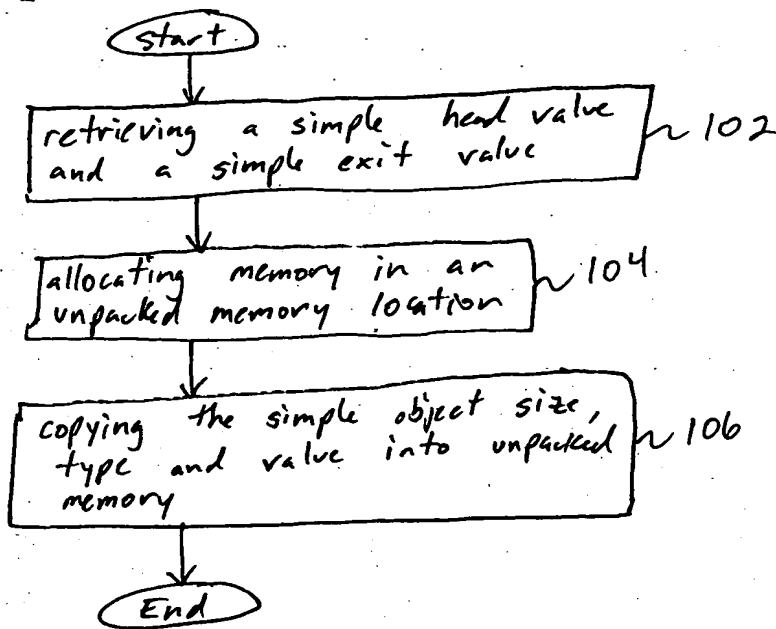 start
retrieving a simple head value
and a simple exit value
102
allocating memory in an
unpacked memory location
104
copying the simple object size,
type and value into unpacked
memory
106
End